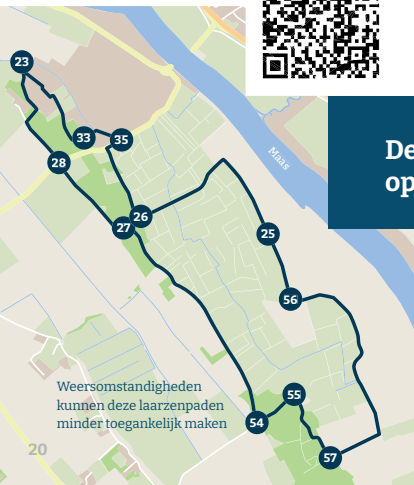 23
33
35
28
Maas
De
op
26
27
25
56
Weersomstandigheden
kunnen deze laarzenpaden
minder toegankelijk maken
55
54
20
57